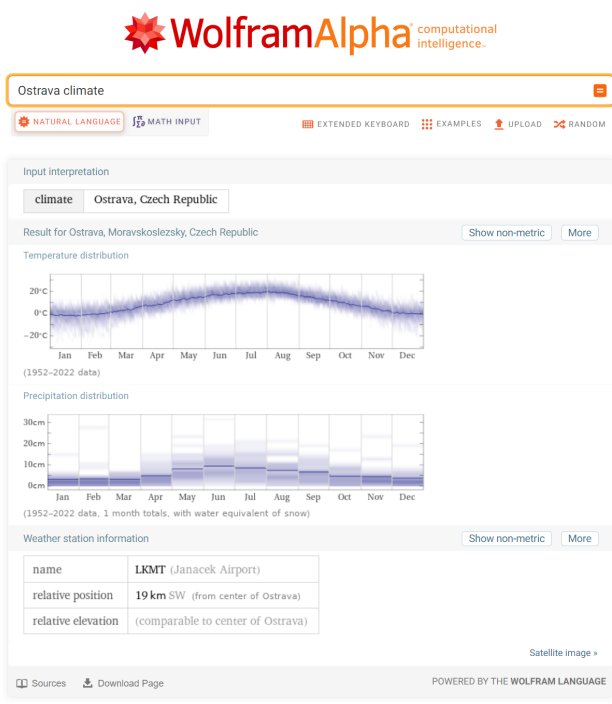 WolframAlpha computational intelligence.
Ostrava climate
NATURAL LANGUAGE MATH INPUT EXTENDED KEYBOARD EXAMPLES UPLOAD RANDOM
Input interpretation
climate Ostrava, Czech Republic
Result for Ostrava, Moravskoslezsky, Czech Republic Show non-metric More
Temperature distribution
20°C
0°C
-20°C
Jan Feb Mar Apr May Jun Jul Aug Sep Oct Nov Dec
(1952–2022 data)
Precipitation distribution
30cm
20cm
10cm
0cm
Jan Feb Mar Apr May Jun Jul Aug Sep Oct Nov Dec
(1952–2022 data, 1 month totals, with water equivalent of snow)
Weather station information Show non-metric More
name LKMT (Janacek Airport)
relative position 19 km SW (from center of Ostrava)
relative elevation (comparable to center of Ostrava)
Satellite image »
Sources Download Page POWERED BY THE WOLFRAM LANGUAGE